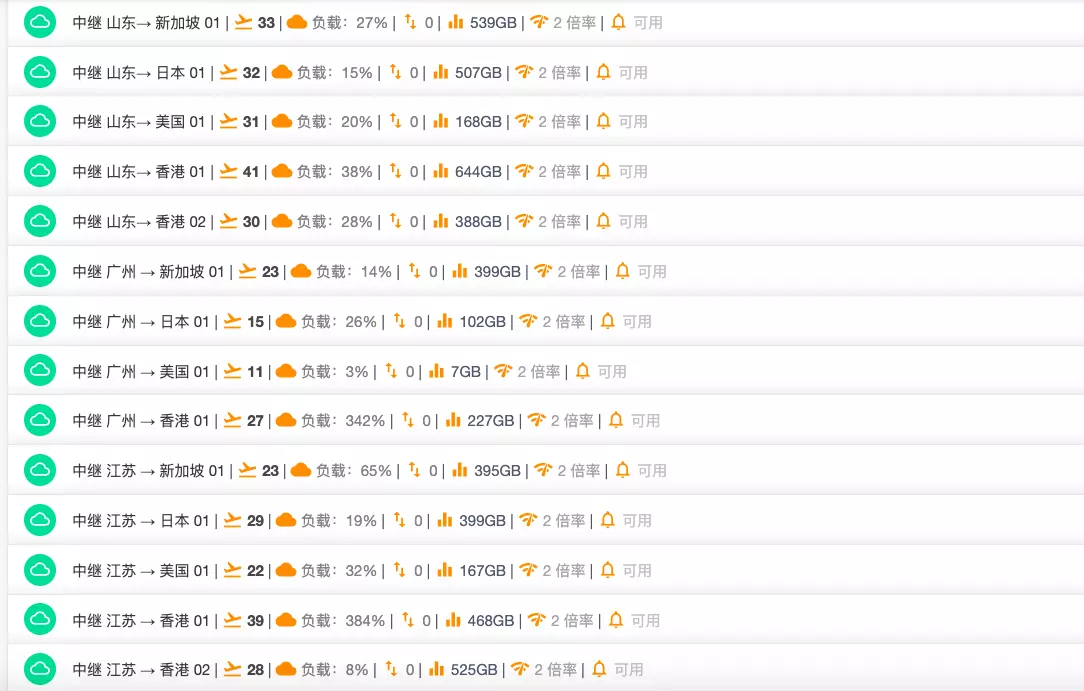 中继 山东→ 新加坡 01 | 33 | 负载：27% | 0 | 539GB | 2 倍率 | 可用
中继 山东→ 日本 01 | 32 | 负载：15% | 0 | 507GB | 2 倍率 | 可用
中继 山东→ 美国 01 | 31 | 负载：20% | 0 | 168GB | 2 倍率 | 可用
中继 山东→ 香港 01 | 41 | 负载：38% | 0 | 644GB | 2 倍率 | 可用
中继 山东→ 香港 02 | 30 | 负载：28% | 0 | 388GB | 2 倍率 | 可用
中继 广州 → 新加坡 01 | 23 | 负载：14% | 0 | 399GB | 2 倍率 | 可用
中继 广州 → 日本 01 | 15 | 负载：26% | 0 | 102GB | 2 倍率 | 可用
中继 广州 → 美国 01 | 11 | 负载：3% | 0 | 7GB | 2 倍率 | 可用
中继 广州 → 香港 01 | 27 | 负载：342% | 0 | 227GB | 2 倍率 | 可用
中继 江苏 → 新加坡 01 | 23 | 负载：65% | 0 | 395GB | 2 倍率 | 可用
中继 江苏 → 日本 01 | 29 | 负载：19% | 0 | 399GB | 2 倍率 | 可用
中继 江苏 → 美国 01 | 22 | 负载：32% | 0 | 167GB | 2 倍率 | 可用
中继 江苏 → 香港 01 | 39 | 负载：384% | 0 | 468GB | 2 倍率 | 可用
中继 江苏 → 香港 02 | 28 | 负载：8% | 0 | 525GB | 2 倍率 | 可用